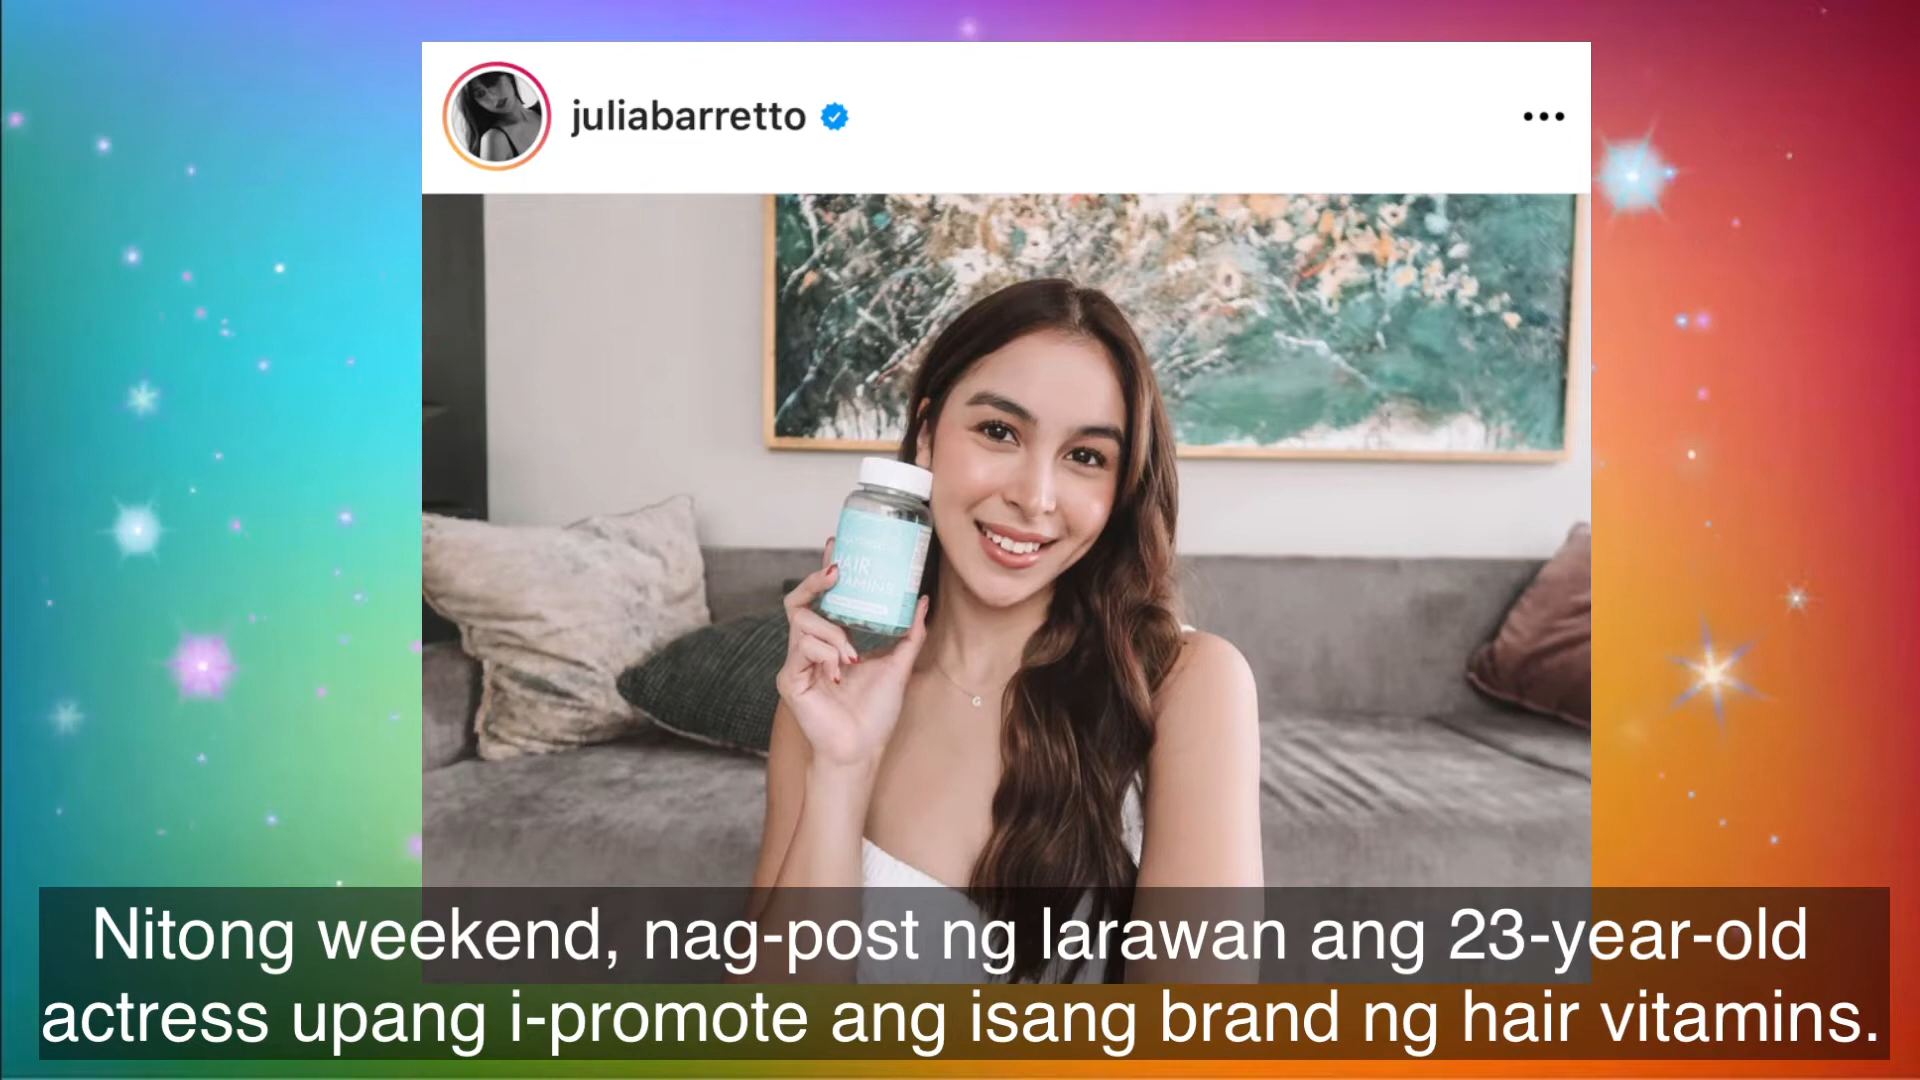 juliabarretto
HAIR
G
Nitong weekend, nag-post ng larawan ang 23-year-old
actress upang i-promote ang isang brand ng hair vitamins.